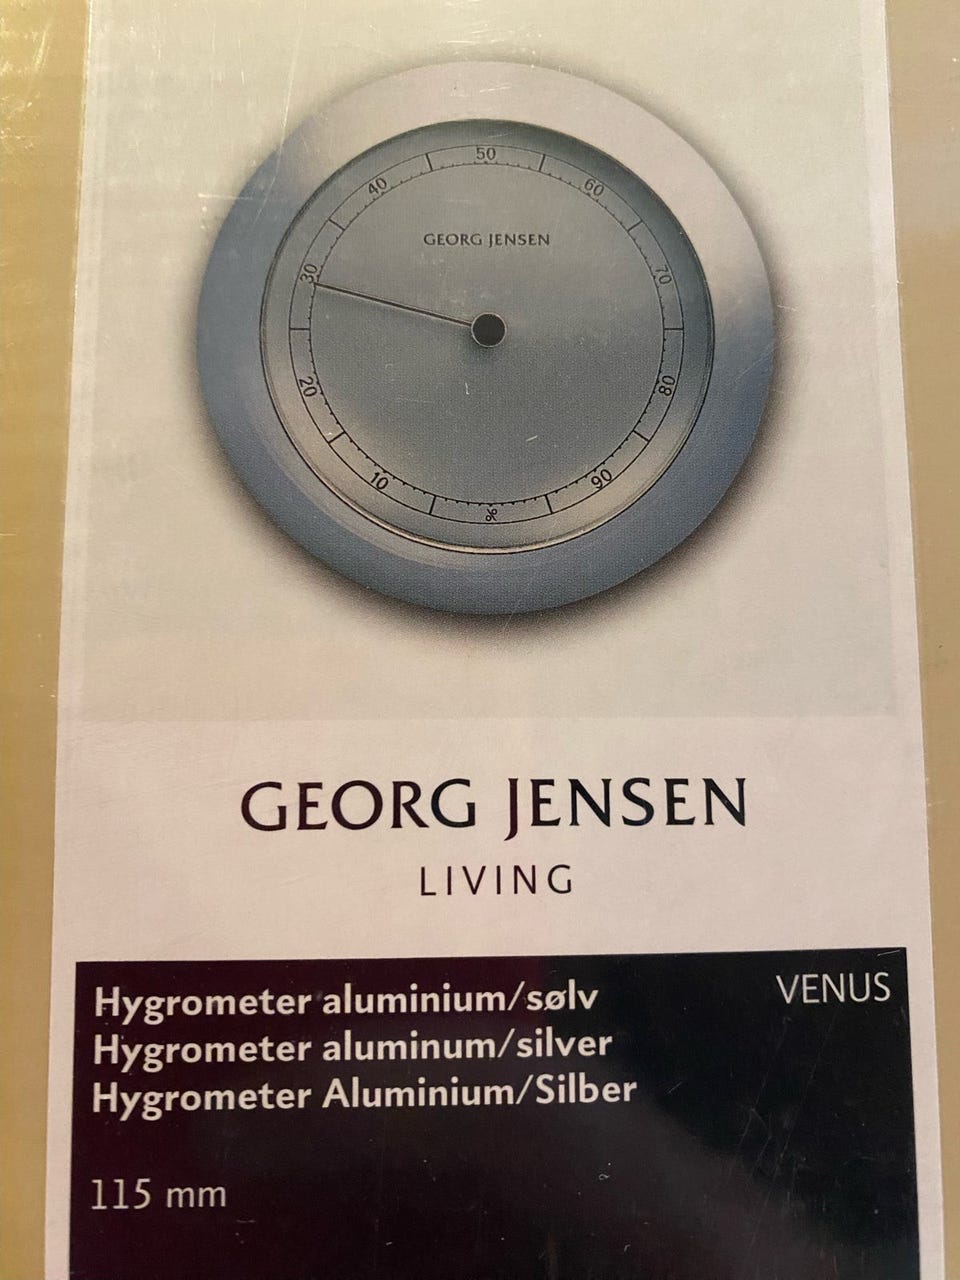 50
40
60
GEORG JENSEN
30
70
20
80
10
90
%
GEORG JENSEN
LIVING
Hygrometer aluminium/sølv
VENUS
Hygrometer aluminum/silver
Hygrometer Aluminium/Silber
115 mm